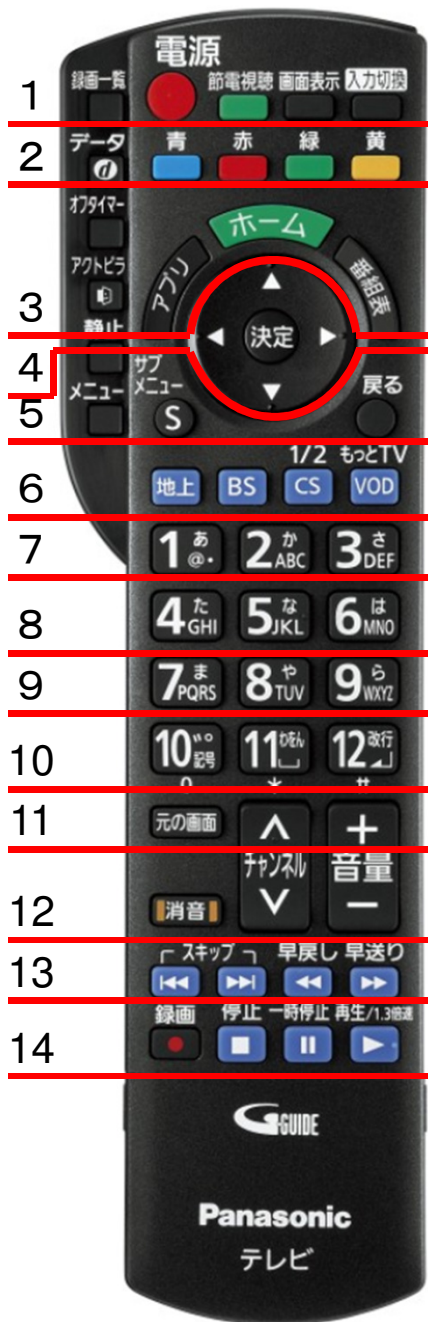 電源
1 録画一覧 節電視聴 画面表示 入力切換
2 データ 青 赤 緑 黄
d
オフタイマー ホーム
アクトビラ アプリ 番組表
3
静止 決定
4 サブ
メニュー メニュー 戻る
5 S
1/2 もっとTV
6 地上 BS CS VOD
7 1 あ @. 2 か ABC 3 さ DEF
8 4 た GHI 5 な JKL 6 は MNO
9 7 ま PQRS 8 や TUV 9 ら WXYZ
10 10 ゛゜ 記号 11 わをん 12 改行
11 元の画面 +
チャンネル 音量
12 消音 −
13 スキップ 早戻し 早送り
録画 停止 一時停止 再生/1.3倍速
14
G-GUIDE
Panasonic
テレビ